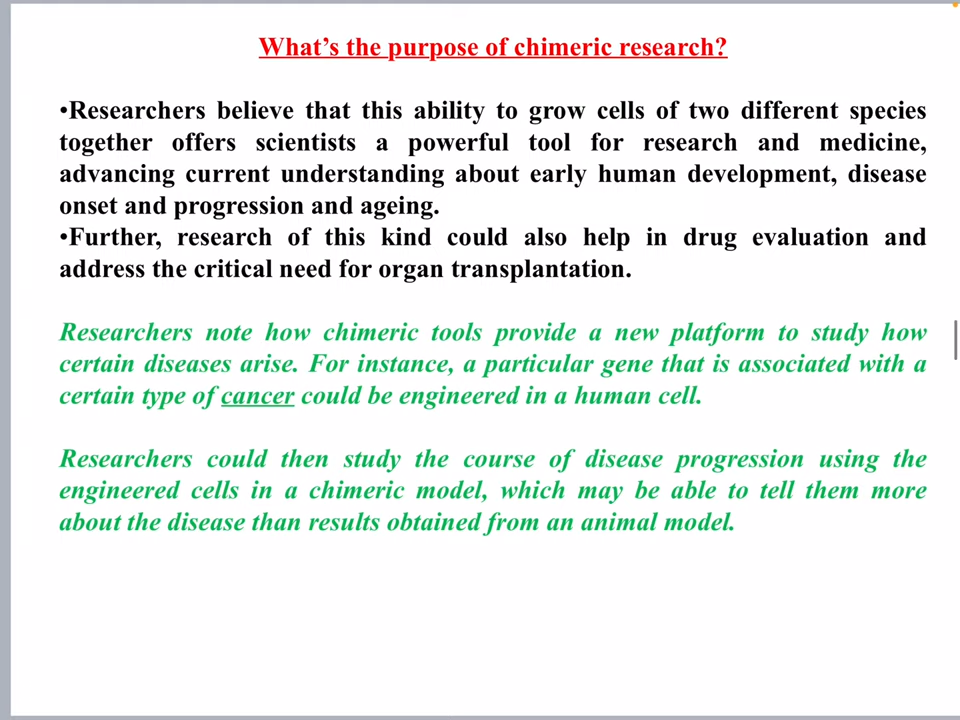 What’s the purpose of chimeric research?
•Researchers believe that this ability to grow cells of two different species
together offers scientists a powerful tool for research and medicine,
advancing current understanding about early human development, disease
onset and progression and ageing.
•Further, research of this kind could also help in drug evaluation and
address the critical need for organ transplantation.
Researchers note how chimeric tools provide a new platform to study how
certain diseases arise. For instance, a particular gene that is associated with a
certain type of cancer could be engineered in a human cell.
Researchers could then study the course of disease progression using the
engineered cells in a chimeric model, which may be able to tell them more
about the disease than results obtained from an animal model.